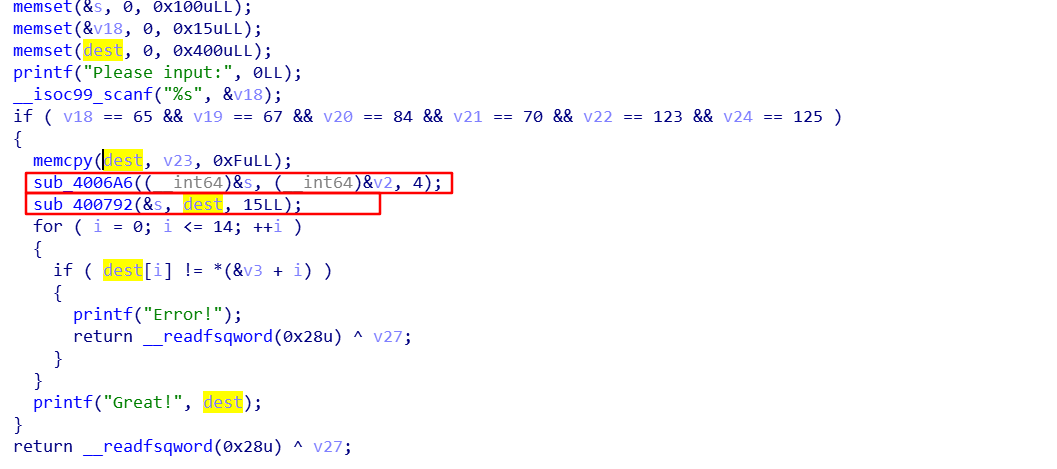 memset(&s, 0, 0x100uLL);
memset(&v18, 0, 0x15uLL);
memset(dest, 0, 0x400uLL);
printf("Please input:", 0LL);
__isoc99_scanf("%s", &v18);
if ( v18 == 65 && v19 == 67 && v20 == 84 && v21 == 70 && v22 == 123 && v24 == 125 )
{
memcpy(dest, v23, 0xFuLL);
sub_4006A6((__int64)&s, (__int64)&v2, 4);
sub_400792(&s, dest, 15LL);
for ( i = 0; i <= 14; ++i )
{
if ( dest[i] != *(&v3 + i) )
{
printf("Error!");
return __readfsqword(0x28u) ^ v27;
}
}
printf("Great!", dest);
}
return __readfsqword(0x28u) ^ v27;